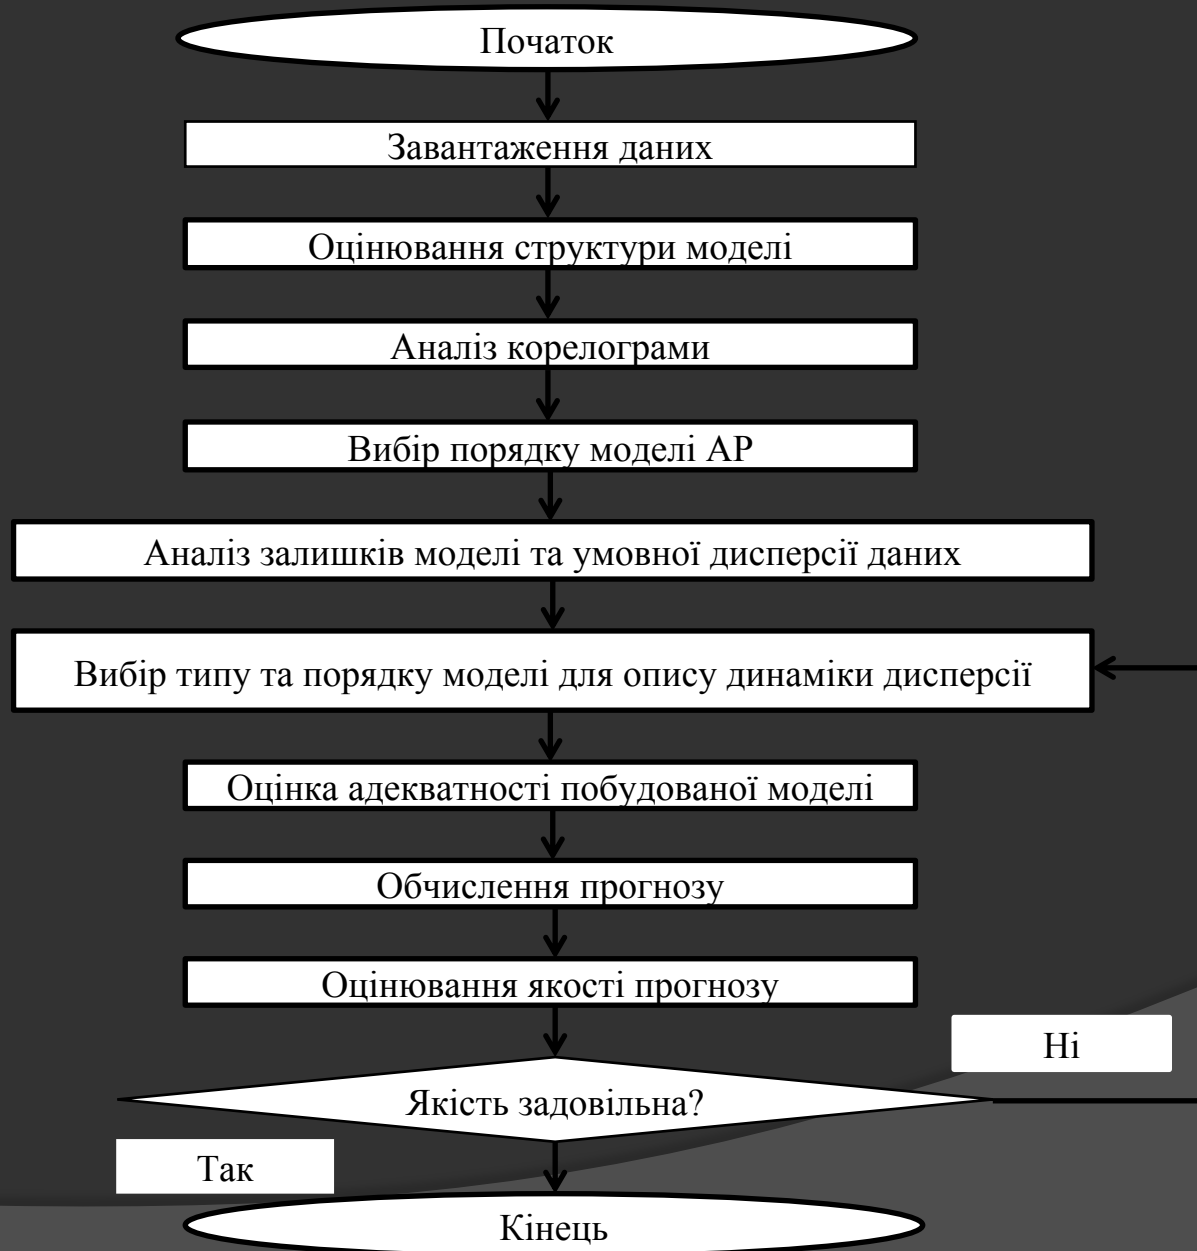 Початок
Завантаження даних
Оцінювання структури моделі
Аналіз корелограми
Вибір порядку моделі АР
Аналіз залишків моделі та умовної дисперсії даних
Вибір типу та порядку моделі для опису динаміки дисперсії
Оцінка адекватності побудованої моделі
Обчислення прогнозу
Оцінювання якості прогнозу
Ні
Якість задовільна?
Так
Кінець